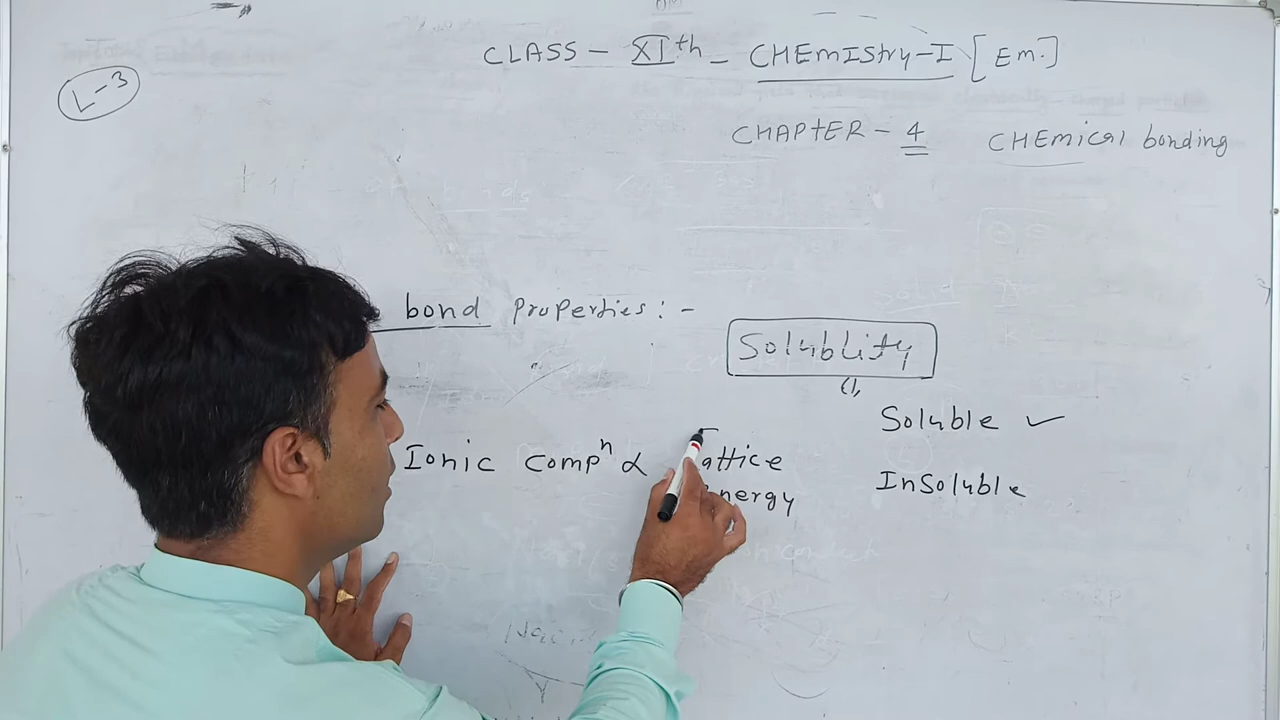 L-3
CLASS - XIth - CHEMIStry-I [Em.]
CHAPtER - 4 CHEMical bonding
bond Properties:-
Solublity
Soluble ✓
Ionic Compn ∝ Lattice
Energy
InSoluble